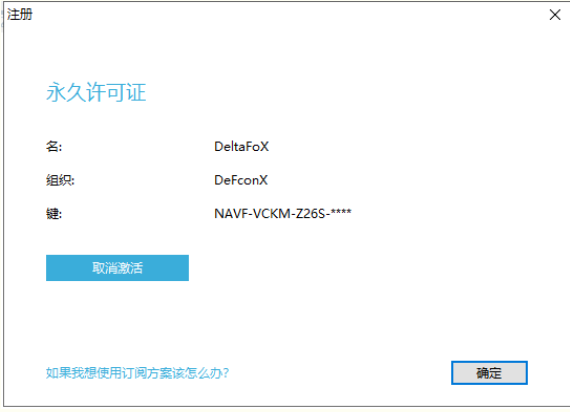 注册
永久许可证
名: DeltaFoX
组织: DeFconX
键: NAVF-VCKM-Z26S-****
取消激活
如果我想使用订阅方案该怎么办?
确定